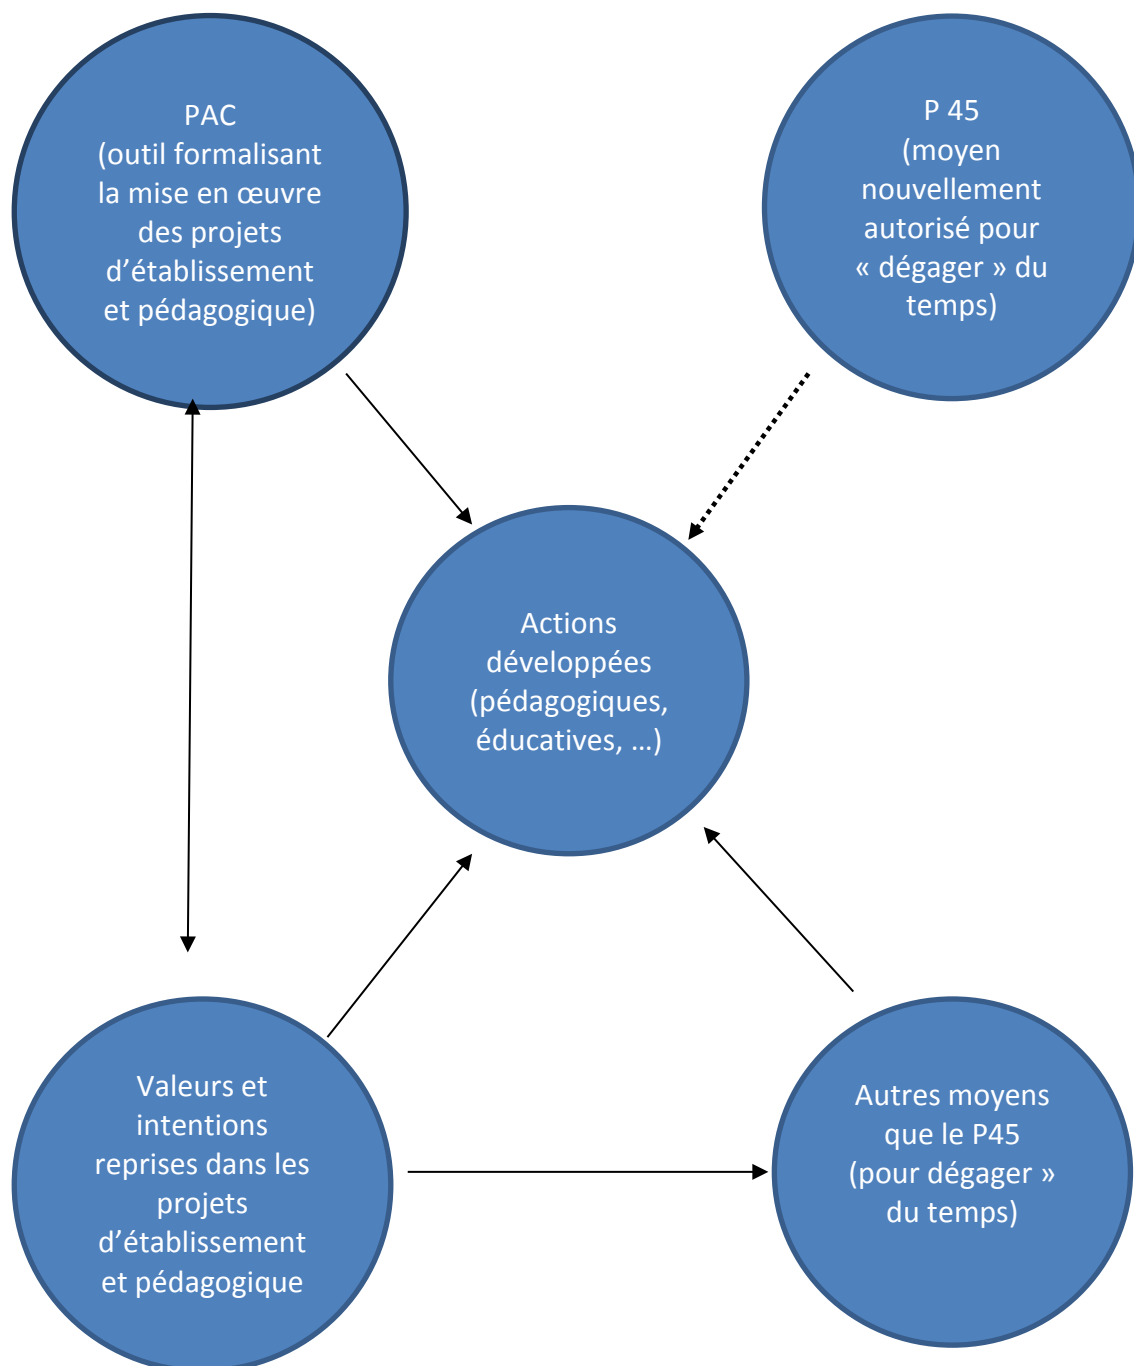 PAC
(outil formalisant
la mise en œuvre
des projets
d’établissement
et pédagogique)
P 45
(moyen
nouvellement
autorisé pour
« dégager » du
temps)
Actions
développées
(pédagogiques,
éducatives, …)
Valeurs et
intentions
reprises dans les
projets
d’établissement
et pédagogique
Autres moyens
que le P45
(pour dégager »
du temps)